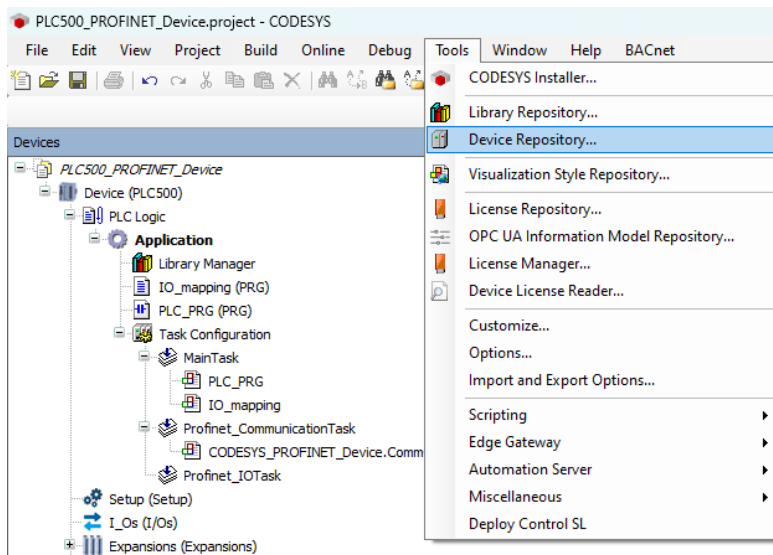 PLC500_PROFINET_Device.project - CODESYS
File Edit View Project Build Online Debug Tools Window Help BACnet
CODESYS Installer...
Library Repository...
Device Repository...
Visualization Style Repository...
License Repository...
OPC UA Information Model Repository...
License Manager...
Device License Reader...
Customize...
Options...
Import and Export Options...
Scripting
Edge Gateway
Automation Server
Miscellaneous
Deploy Control SL
Devices
PLC500_PROFINET_Device
Device (PLC500)
PLC Logic
Application
Library Manager
IO_mapping (PRG)
PLC_PRG (PRG)
Task Configuration
MainTask
PLC_PRG
IO_mapping
Profinet_CommunicationTask
CODESYS_PROFINET_Device.Comm
Profinet_IOTask
Setup (Setup)
I_Os (I/Os)
Expansions (Expansions)